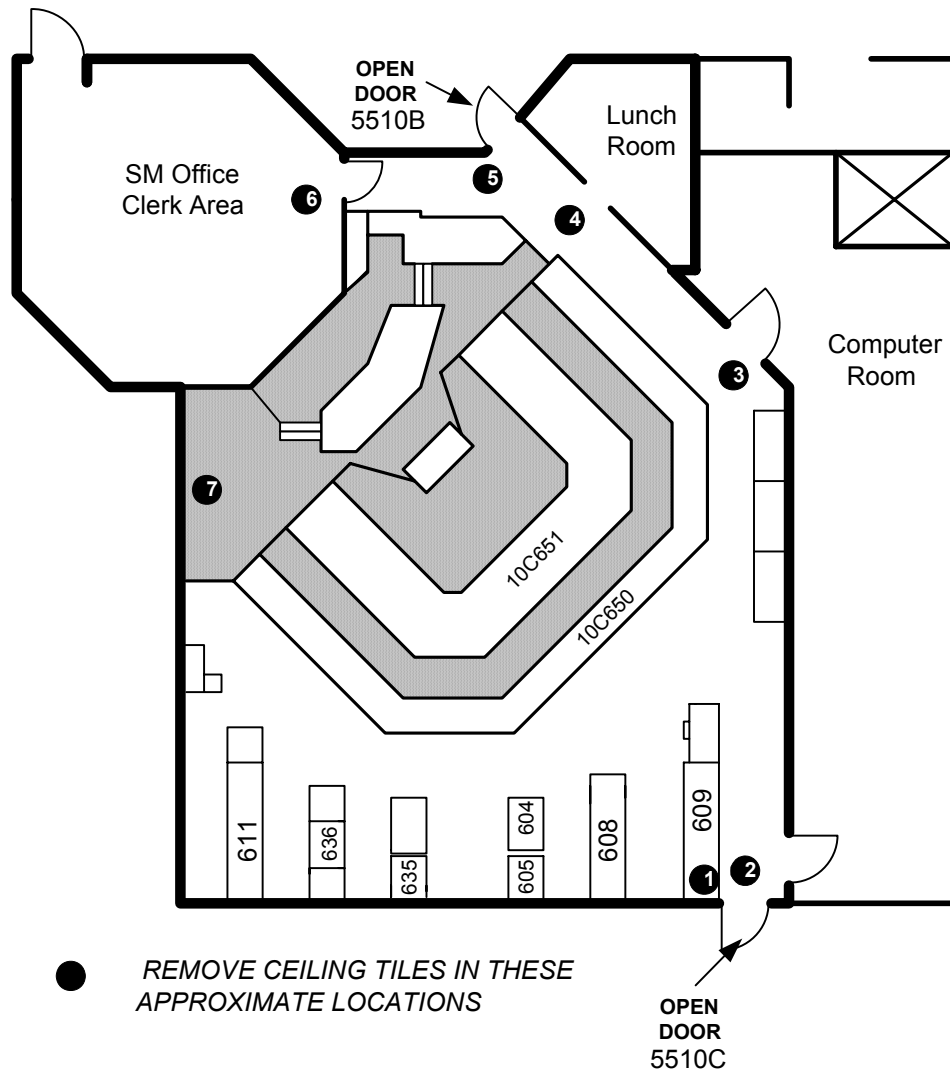 OPEN
DOOR
5510B
Lunch
Room
SM Office
Clerk Area
6
5
4
3
Computer
Room
7
10C651
10C650
611
636
635
604
605
608
609
1
2
REMOVE CEILING TILES IN THESE
APPROXIMATE LOCATIONS
OPEN
DOOR
5510C